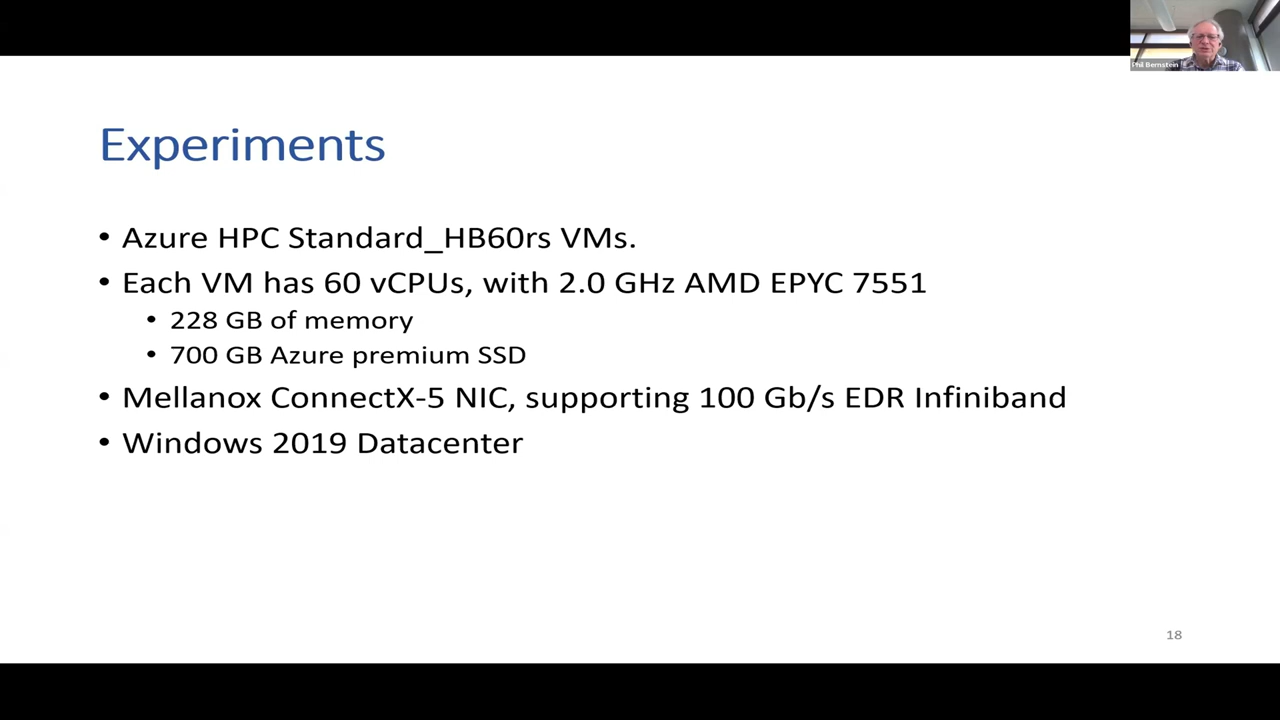 Phil Bernstein
Experiments
• Azure HPC Standard_HB60rs VMs.
• Each VM has 60 vCPUs, with 2.0 GHz AMD EPYC 7551
• 228 GB of memory
• 700 GB Azure premium SSD
• Mellanox ConnectX-5 NIC, supporting 100 Gb/s EDR Infiniband
• Windows 2019 Datacenter
18